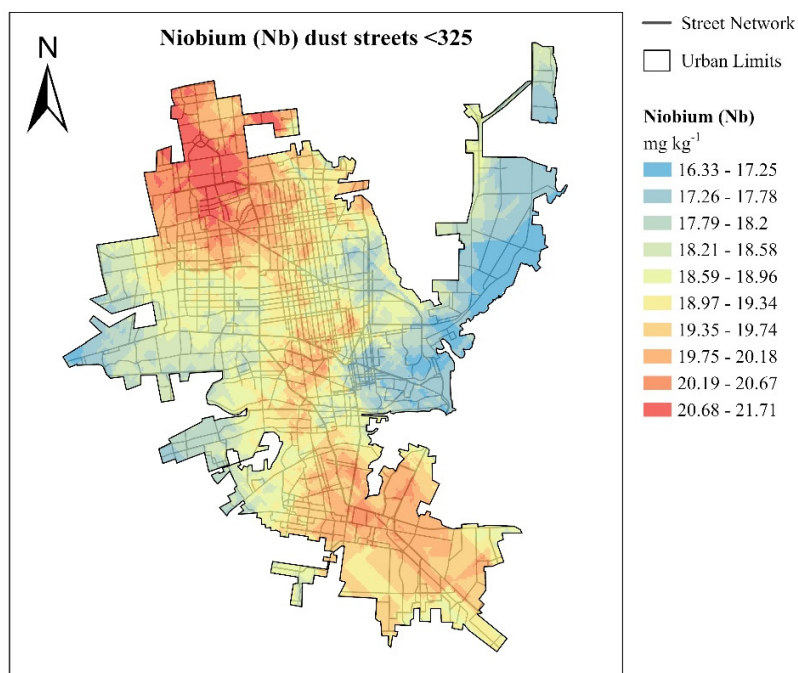 Niobium (Nb) dust streets <325
N
Street Network
Urban Limits
Niobium (Nb)
mg kg⁻¹
16.33 - 17.25
17.26 - 17.78
17.79 - 18.2
18.21 - 18.58
18.59 - 18.96
18.97 - 19.34
19.35 - 19.74
19.75 - 20.18
20.19 - 20.67
20.68 - 21.71